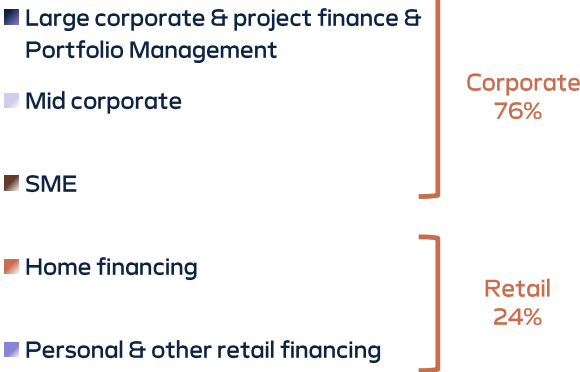 Large corporate & project finance &
Portfolio Management
Mid corporate
SME
Corporate
76%
Home financing
Personal & other retail financing
Retail
24%